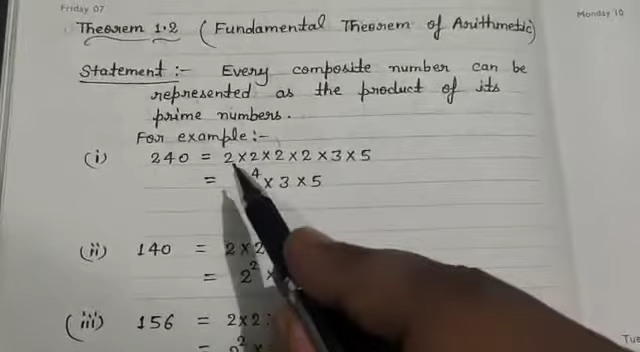 Friday 07
Monday 10
Theorem 1.2 (Fundamental Theorem of Arithmetic)
Statement :- Every composite number can be
represented as the product of its
prime numbers.
For example:-
(i) 240 = 2×2×2×2×3×5
= 4 × 3 × 5
(ii) 140 = 2×2
= 2² ×
(iii) 156 = 2×2
= 2² ×
Tue